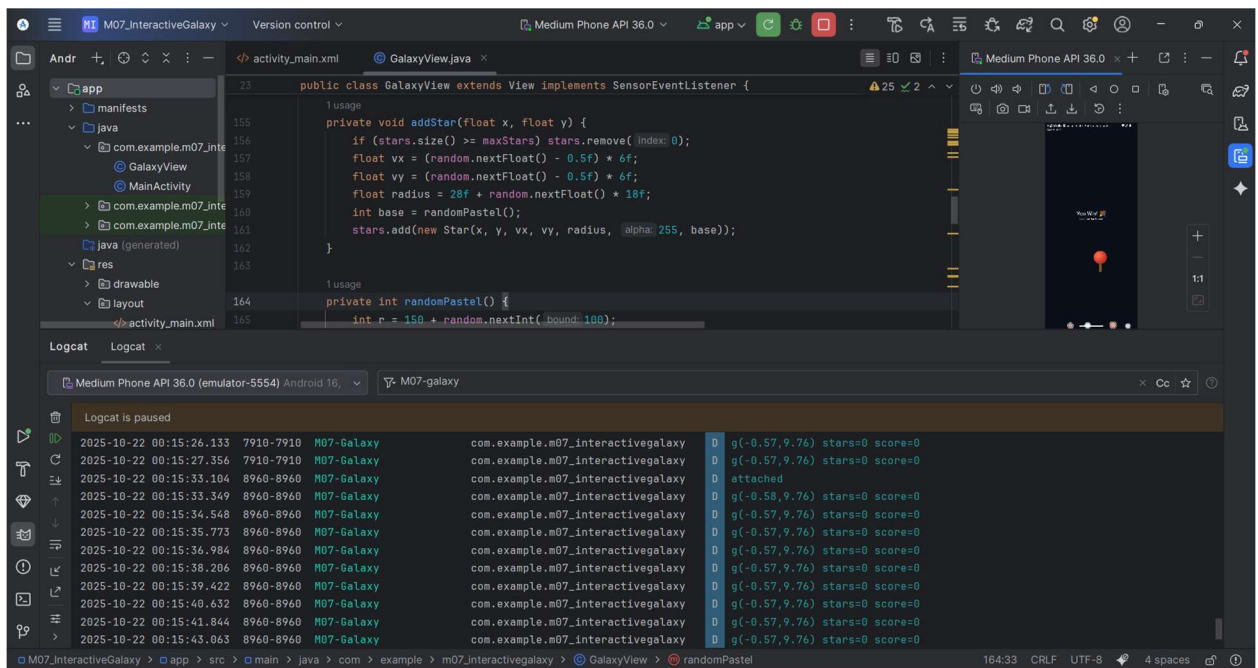 MI M07_InteractiveGalaxy Version control Medium Phone API 36.0 app
Andr
activity_main.xml GalaxyView.java Medium Phone API 36.0
app
manifests
java
com.example.m07_inte
GalaxyView
MainActivity
com.example.m07_inte
com.example.m07_inte
java (generated)
res
drawable
layout
activity_main.xml
23 public class GalaxyView extends View implements SensorEventListener { 25 2
1 usage
155 private void addStar(float x, float y) {
156 if (stars.size() >= maxStars) stars.remove( index: 0);
157 float vx = (random.nextFloat() - 0.5f) * 6f;
158 float vy = (random.nextFloat() - 0.5f) * 6f;
159 float radius = 28f + random.nextFloat() * 18f;
160 int base = randomPastel();
161 stars.add(new Star(x, y, vx, vy, radius, alpha: 255, base));
162 }
163
1 usage
164 private int randomPastel() {
165 int r = 150 + random.nextInt( bound: 100);
You Win! 🎉
1:1
Logcat Logcat
Medium Phone API 36.0 (emulator-5554) Android 16, M07-galaxy Cc
Logcat is paused
2025-10-22 00:15:26.133 7910-7910 M07-Galaxy com.example.m07_interactivegalaxy D g(-0.57,9.76) stars=0 score=0
2025-10-22 00:15:27.356 7910-7910 M07-Galaxy com.example.m07_interactivegalaxy D g(-0.57,9.76) stars=0 score=0
2025-10-22 00:15:33.104 8960-8960 M07-Galaxy com.example.m07_interactivegalaxy D attached
2025-10-22 00:15:33.349 8960-8960 M07-Galaxy com.example.m07_interactivegalaxy D g(-0.58,9.76) stars=0 score=0
2025-10-22 00:15:34.548 8960-8960 M07-Galaxy com.example.m07_interactivegalaxy D g(-0.57,9.76) stars=0 score=0
2025-10-22 00:15:35.773 8960-8960 M07-Galaxy com.example.m07_interactivegalaxy D g(-0.57,9.76) stars=0 score=0
2025-10-22 00:15:36.984 8960-8960 M07-Galaxy com.example.m07_interactivegalaxy D g(-0.57,9.76) stars=0 score=0
2025-10-22 00:15:38.206 8960-8960 M07-Galaxy com.example.m07_interactivegalaxy D g(-0.57,9.76) stars=0 score=0
2025-10-22 00:15:39.422 8960-8960 M07-Galaxy com.example.m07_interactivegalaxy D g(-0.57,9.76) stars=0 score=0
2025-10-22 00:15:40.632 8960-8960 M07-Galaxy com.example.m07_interactivegalaxy D g(-0.57,9.76) stars=0 score=0
2025-10-22 00:15:41.844 8960-8960 M07-Galaxy com.example.m07_interactivegalaxy D g(-0.57,9.76) stars=0 score=0
2025-10-22 00:15:43.063 8960-8960 M07-Galaxy com.example.m07_interactivegalaxy D g(-0.57,9.76) stars=0 score=0
M07_InteractiveGalaxy > app > src > main > java > com > example > m07_interactivegalaxy > GalaxyView > randomPastel 164:33 CRLF UTF-8 4 spaces